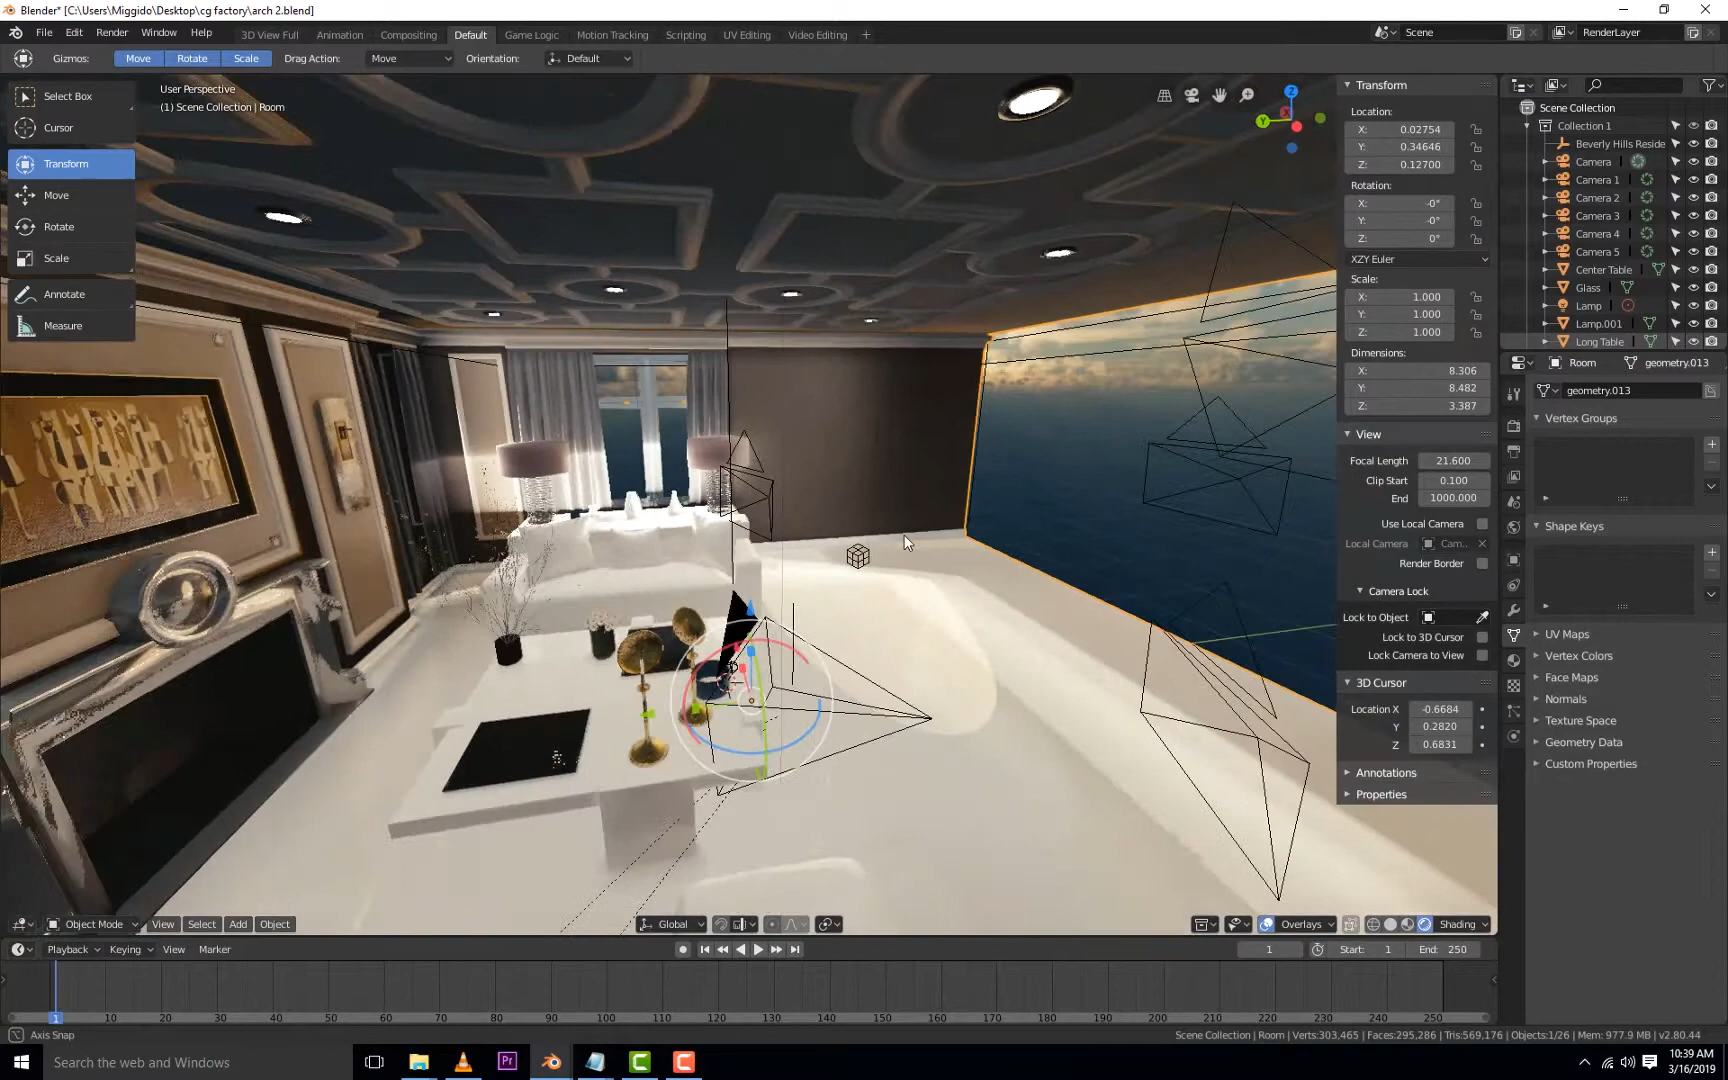 Blender* [C:\Users\Miggido\Desktop\cg factory\arch 2.blend]
File Edit Render Window Help 3D View Full Animation Compositing Default Game Logic Motion Tracking Scripting UV Editing Video Editing + Scene RenderLayer
Gizmos: Move Rotate Scale Drag Action: Move Orientation: Default
User Perspective
(1) Scene Collection | Room
Select Box
Cursor
Transform
Move
Rotate
Scale
Annotate
Measure
Z
Y
X
Transform
Location:
X: 0.02754
Y: 0.34646
Z: 0.12700
Rotation:
X: -0°
Y: -0°
Z: 0°
XZY Euler
Scale:
X: 1.000
Y: 1.000
Z: 1.000
Dimensions:
X: 8.306
Y: 8.482
Z: 3.387
View
Focal Length 21.600
Clip Start 0.100
End 1000.000
Use Local Camera
Local Camera Cam..
Render Border
Camera Lock
Lock to Object
Lock to 3D Cursor
Lock Camera to View
3D Cursor
Location X -0.6684
Y 0.2820
Z 0.6831
Annotations
Properties
Scene Collection
Collection 1
Beverly Hills Reside
Camera
Camera 1
Camera 2
Camera 3
Camera 4
Camera 5
Center Table
Glass
Lamp
Lamp.001
Long Table
Room geometry.013
geometry.013
Vertex Groups
Shape Keys
UV Maps
Vertex Colors
Face Maps
Normals
Texture Space
Geometry Data
Custom Properties
Object Mode View Select Add Object Global Overlays Shading
Playback Keying View Marker 1 Start: 1 End: 250
1 10 20 30 40 50 60 70 80 90 100 110 120 130 140 150 160 170 180 190 200 210 220 230 240 250
Axis Snap
Scene Collection | Room | Verts:303,465 | Faces:295,286 | Tris:569,176 | Objects:1/26 | Mem: 977.9 MB | v2.80.44
Search the web and Windows
Pr
10:39 AM
3/16/2019